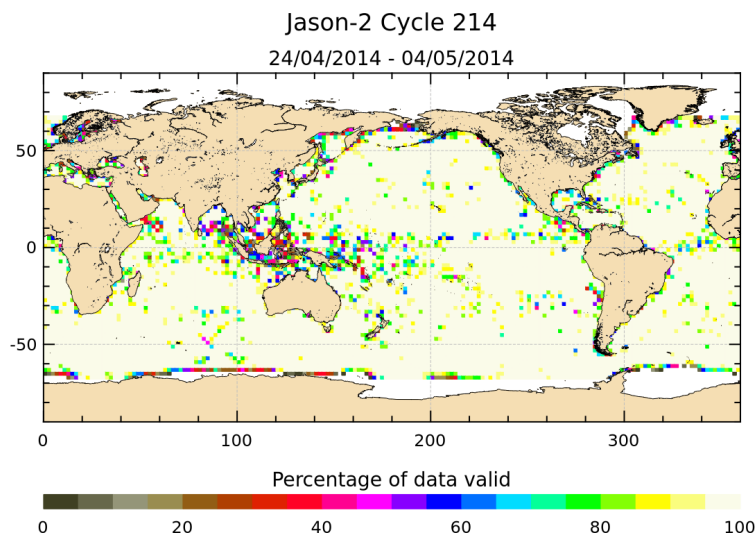 Jason-2 Cycle 214
24/04/2014 - 04/05/2014
50
0
-50
0 100 200 300
Percentage of data valid
0 20 40 60 80 100